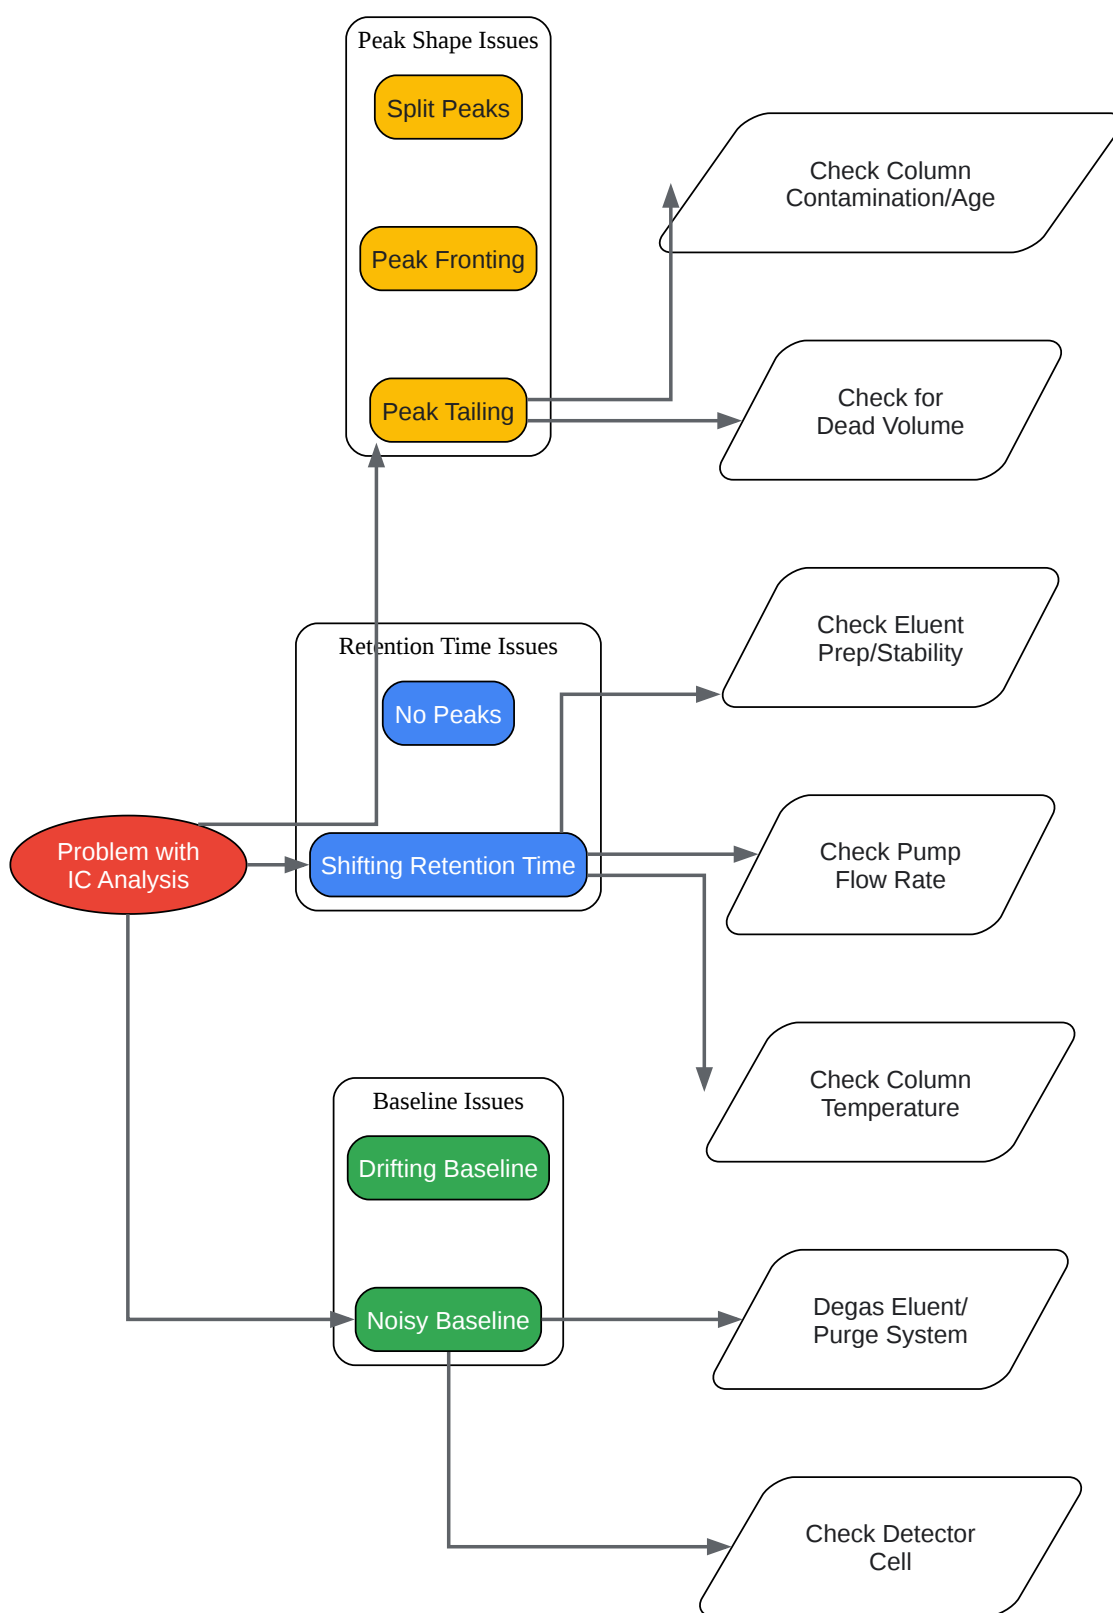 Peak Shape Issues
Split Peaks
Peak Fronting
Peak Tailing
Check Column
Contamination/Age
Check for
Dead Volume
Retention Time Issues
No Peaks
Shifting Retention Time
Problem with
IC Analysis
Check Eluent
Prep/Stability
Check Pump
Flow Rate
Check Column
Temperature
Baseline Issues
Drifting Baseline
Noisy Baseline
Degas Eluent/
Purge System
Check Detector
Cell